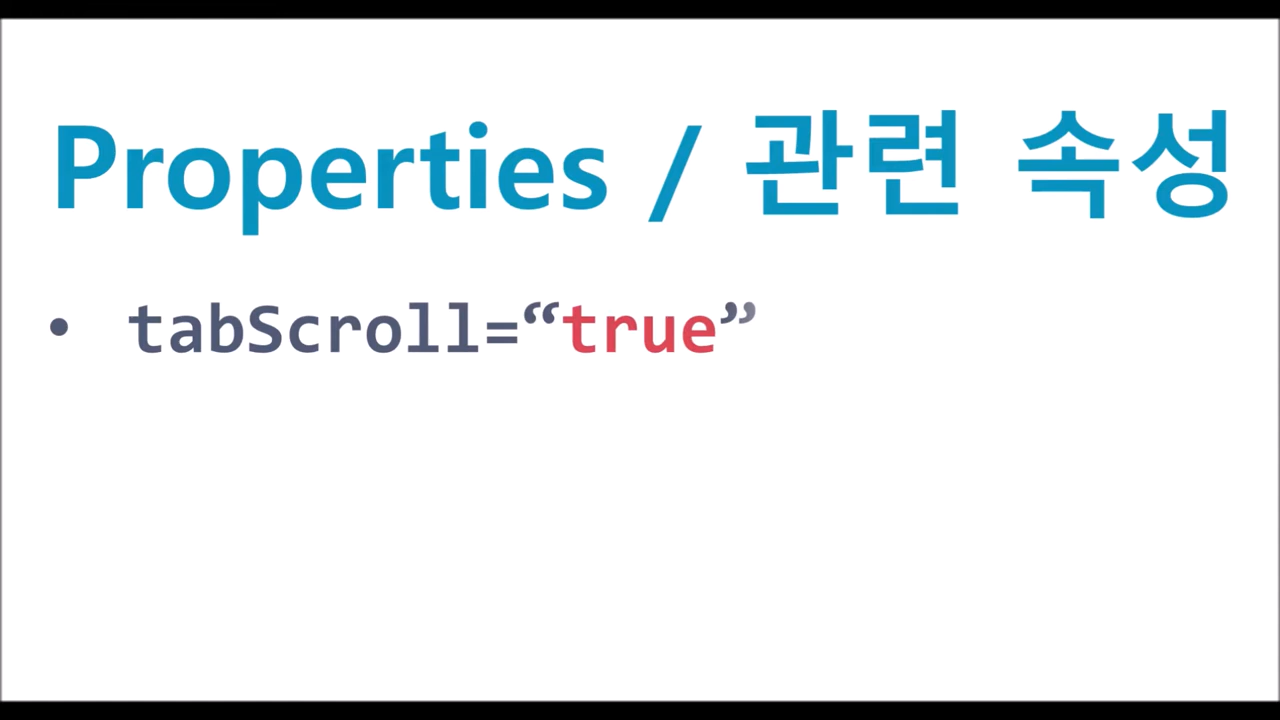 Properties / 관련 속성
• tabScroll=“true”